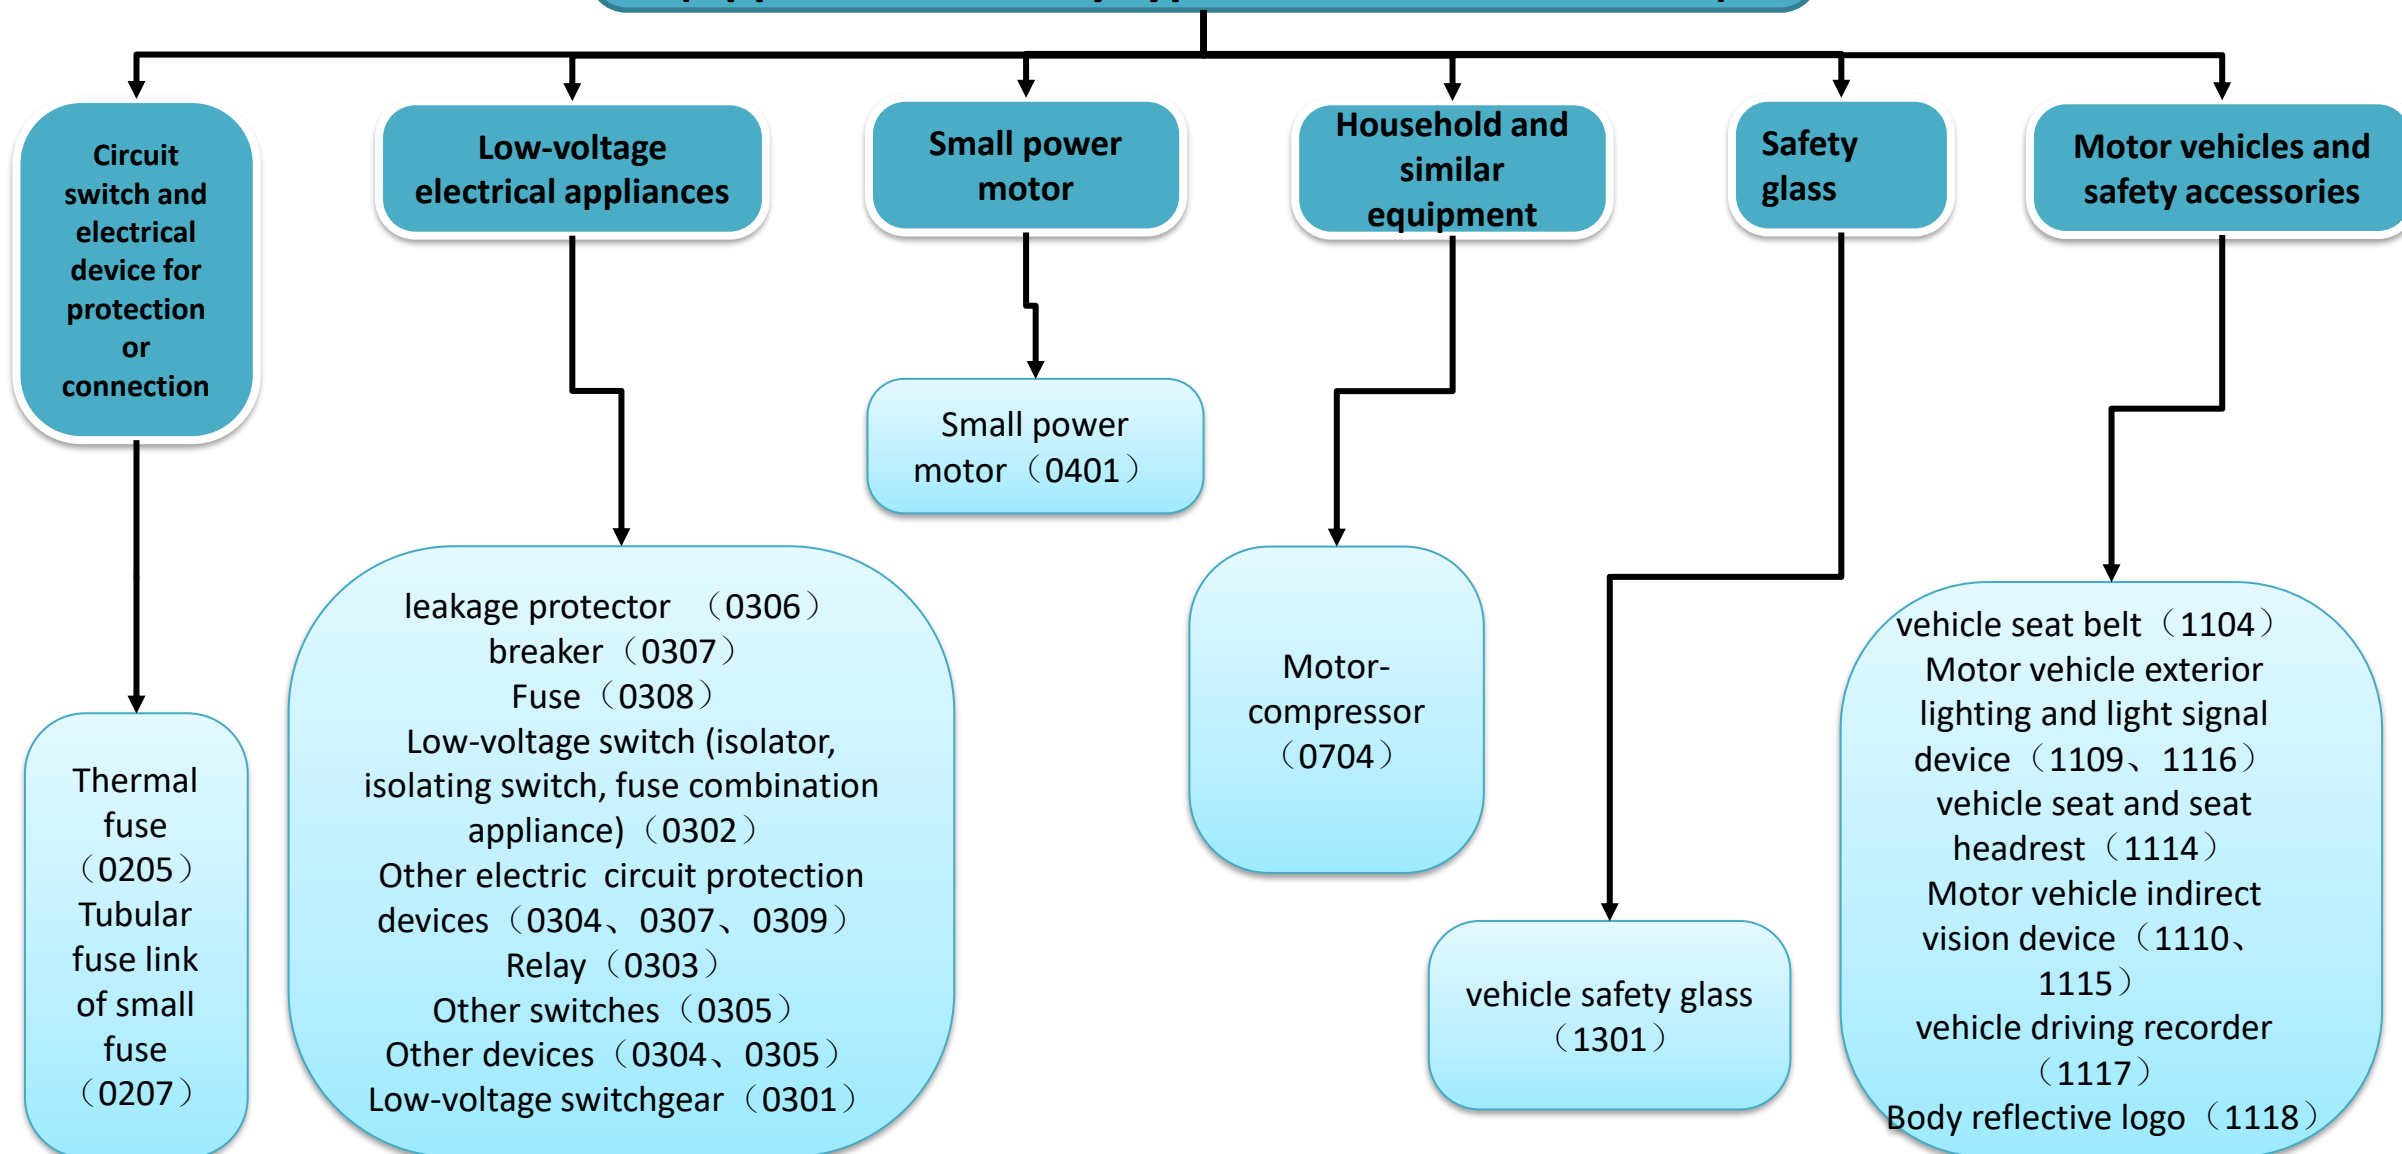 Circuit
switch and
electrical
device for
protection
or
connection
Low-voltage
electrical appliances
Small power
motor
Household and
similar
equipment
Safety
glass
Motor vehicles and
safety accessories
Small power
motor（0401）
Thermal
fuse
（0205）
Tubular
fuse link
of small
fuse
（0207）
leakage protector （0306）
breaker（0307）
Fuse（0308）
Low-voltage switch (isolator,
isolating switch, fuse combination
appliance)（0302）
Other electric circuit protection
devices（0304、0307、0309）
Relay（0303）
Other switches（0305）
Other devices（0304、0305）
Low-voltage switchgear（0301）
Motor-
compressor
（0704）
vehicle safety glass
（1301）
vehicle seat belt（1104）
Motor vehicle exterior
lighting and light signal
device（1109、1116）
vehicle seat and seat
headrest（1114）
Motor vehicle indirect
vision device（1110、
1115）
vehicle driving recorder
（1117）
Body reflective logo（1118）